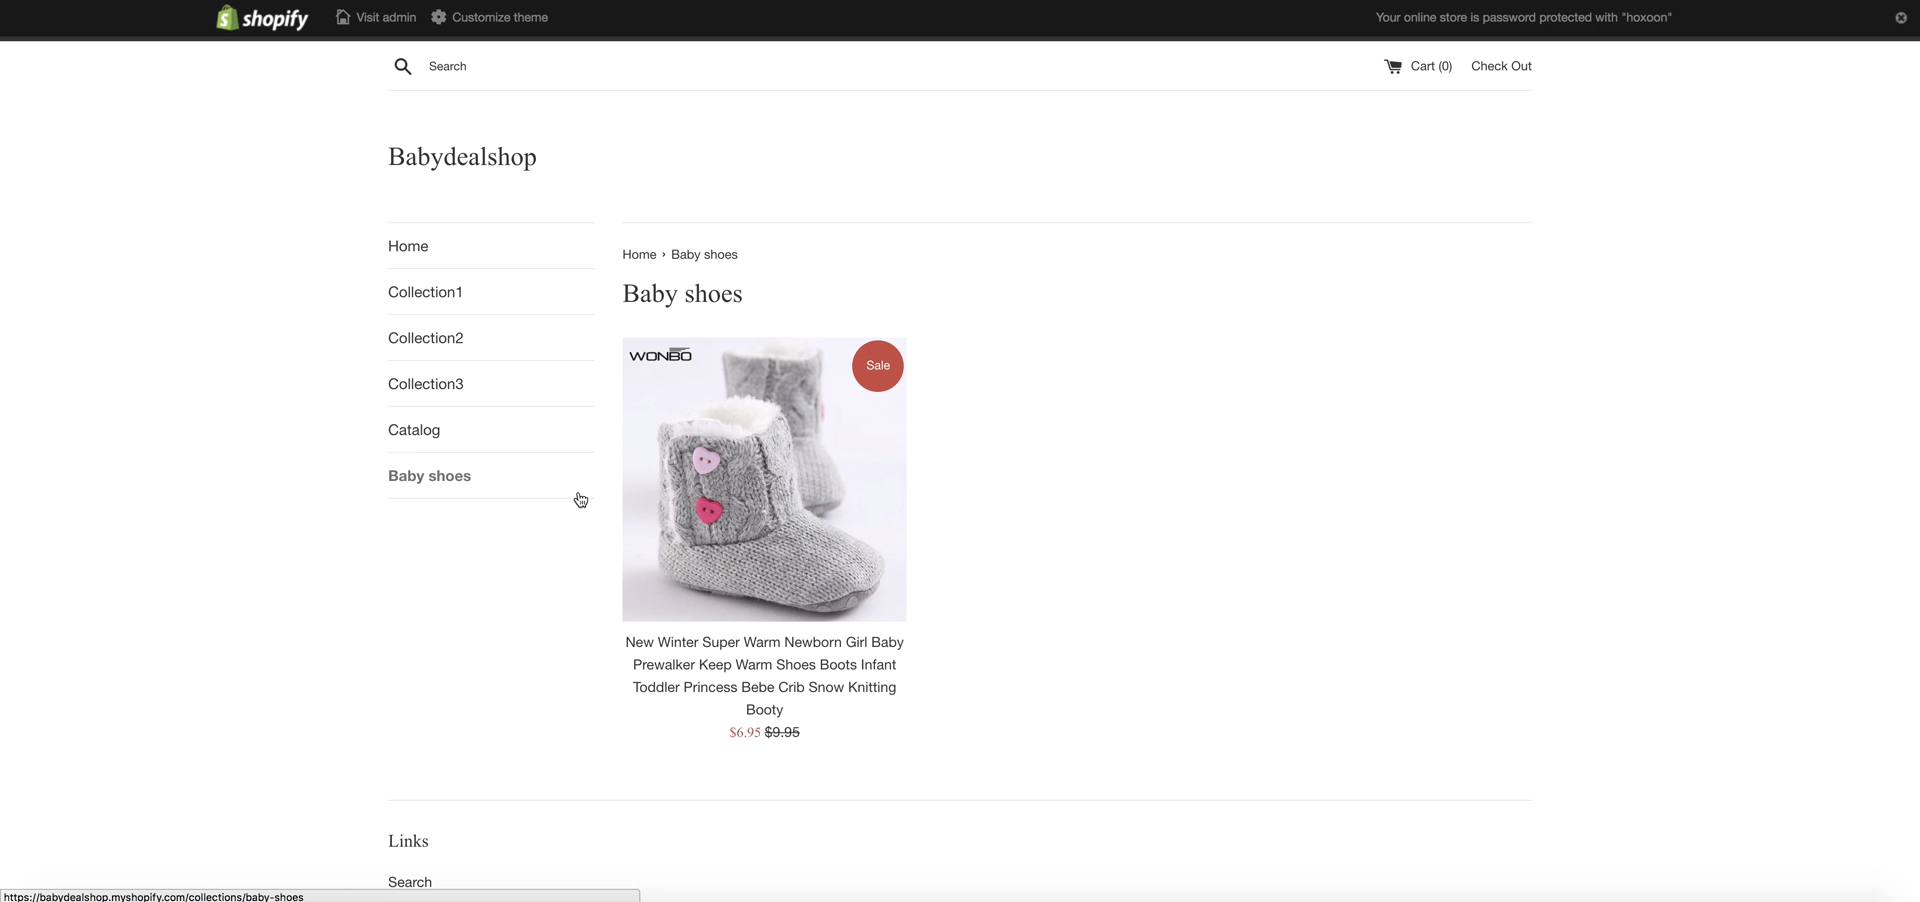 shopify
Visit admin
Customize theme
Your online store is password protected with "hoxoon"
Search
Cart (0)
Check Out
Babydealshop
Home
Collection1
Collection2
Collection3
Catalog
Baby shoes
Home › Baby shoes
Baby shoes
WONBO
Sale
New Winter Super Warm Newborn Girl Baby
Prewalker Keep Warm Shoes Boots Infant
Toddler Princess Bebe Crib Snow Knitting
Booty
$6.95 $9.95
Links
Search
https://babydealshop.myshopify.com/collections/baby-shoes